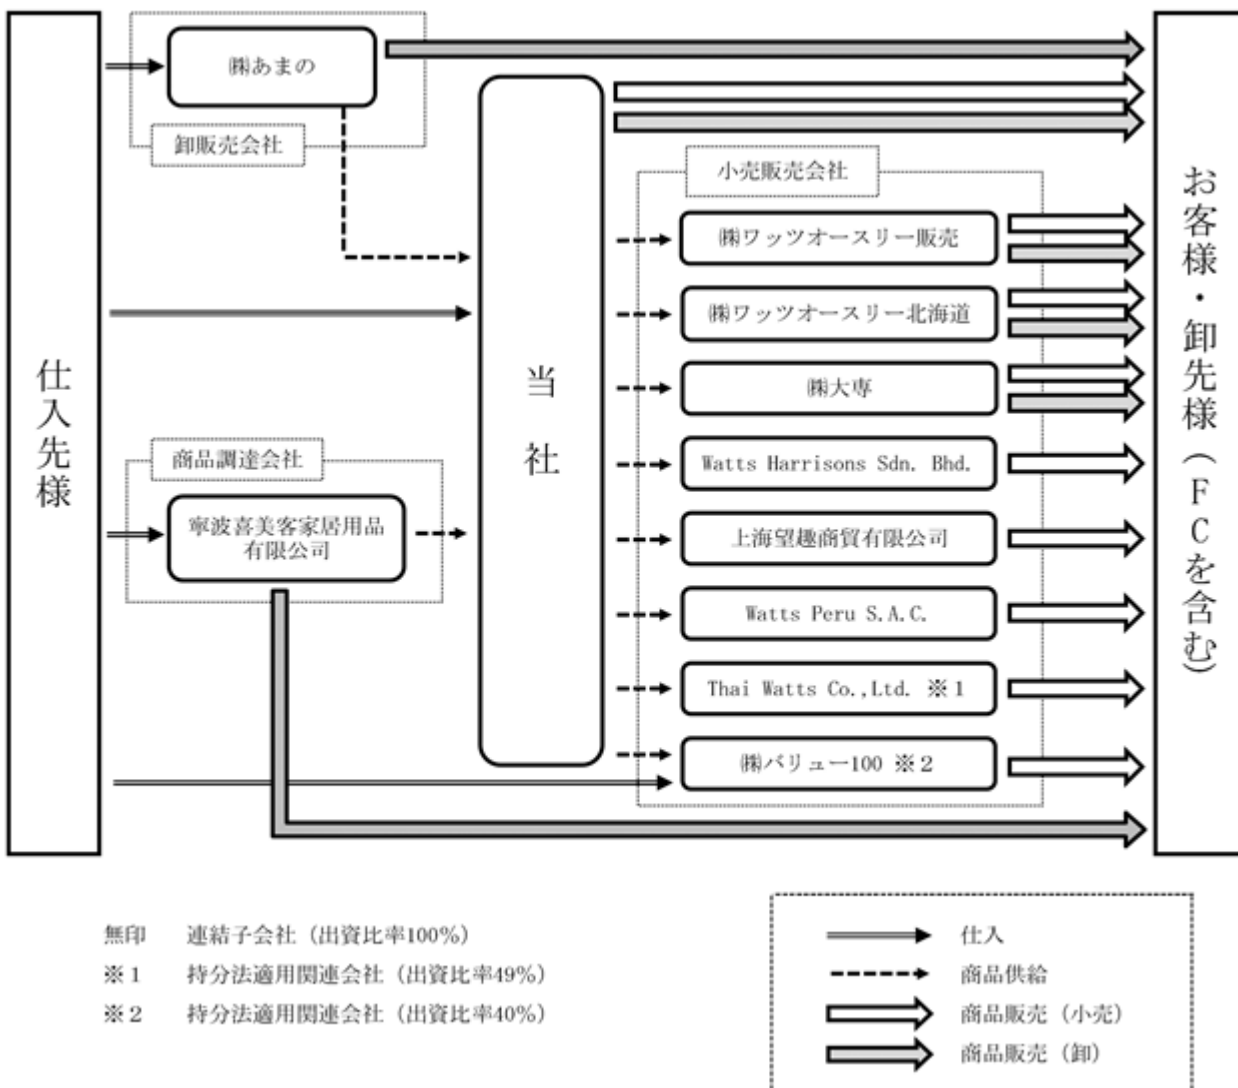 仕入先様
㈱あまの
卸販売会社
商品調達会社
寧波喜美客家居用品
有限公司
当社
小売販売会社
㈱ワッツオースリー販売
㈱ワッツオースリー北海道
㈱大専
Watts Harrisons Sdn. Bhd.
上海望趣商貿有限公司
Watts Peru S.A.C.
Thai Watts Co.,Ltd. ※1
㈱バリュー100 ※2
お客様・卸先様(FCを含む)
無印 連結子会社(出資比率100%)
※1 持分法適用関連会社(出資比率49%)
※2 持分法適用関連会社(出資比率40%)
仕入
商品供給
商品販売(小売)
商品販売(卸)